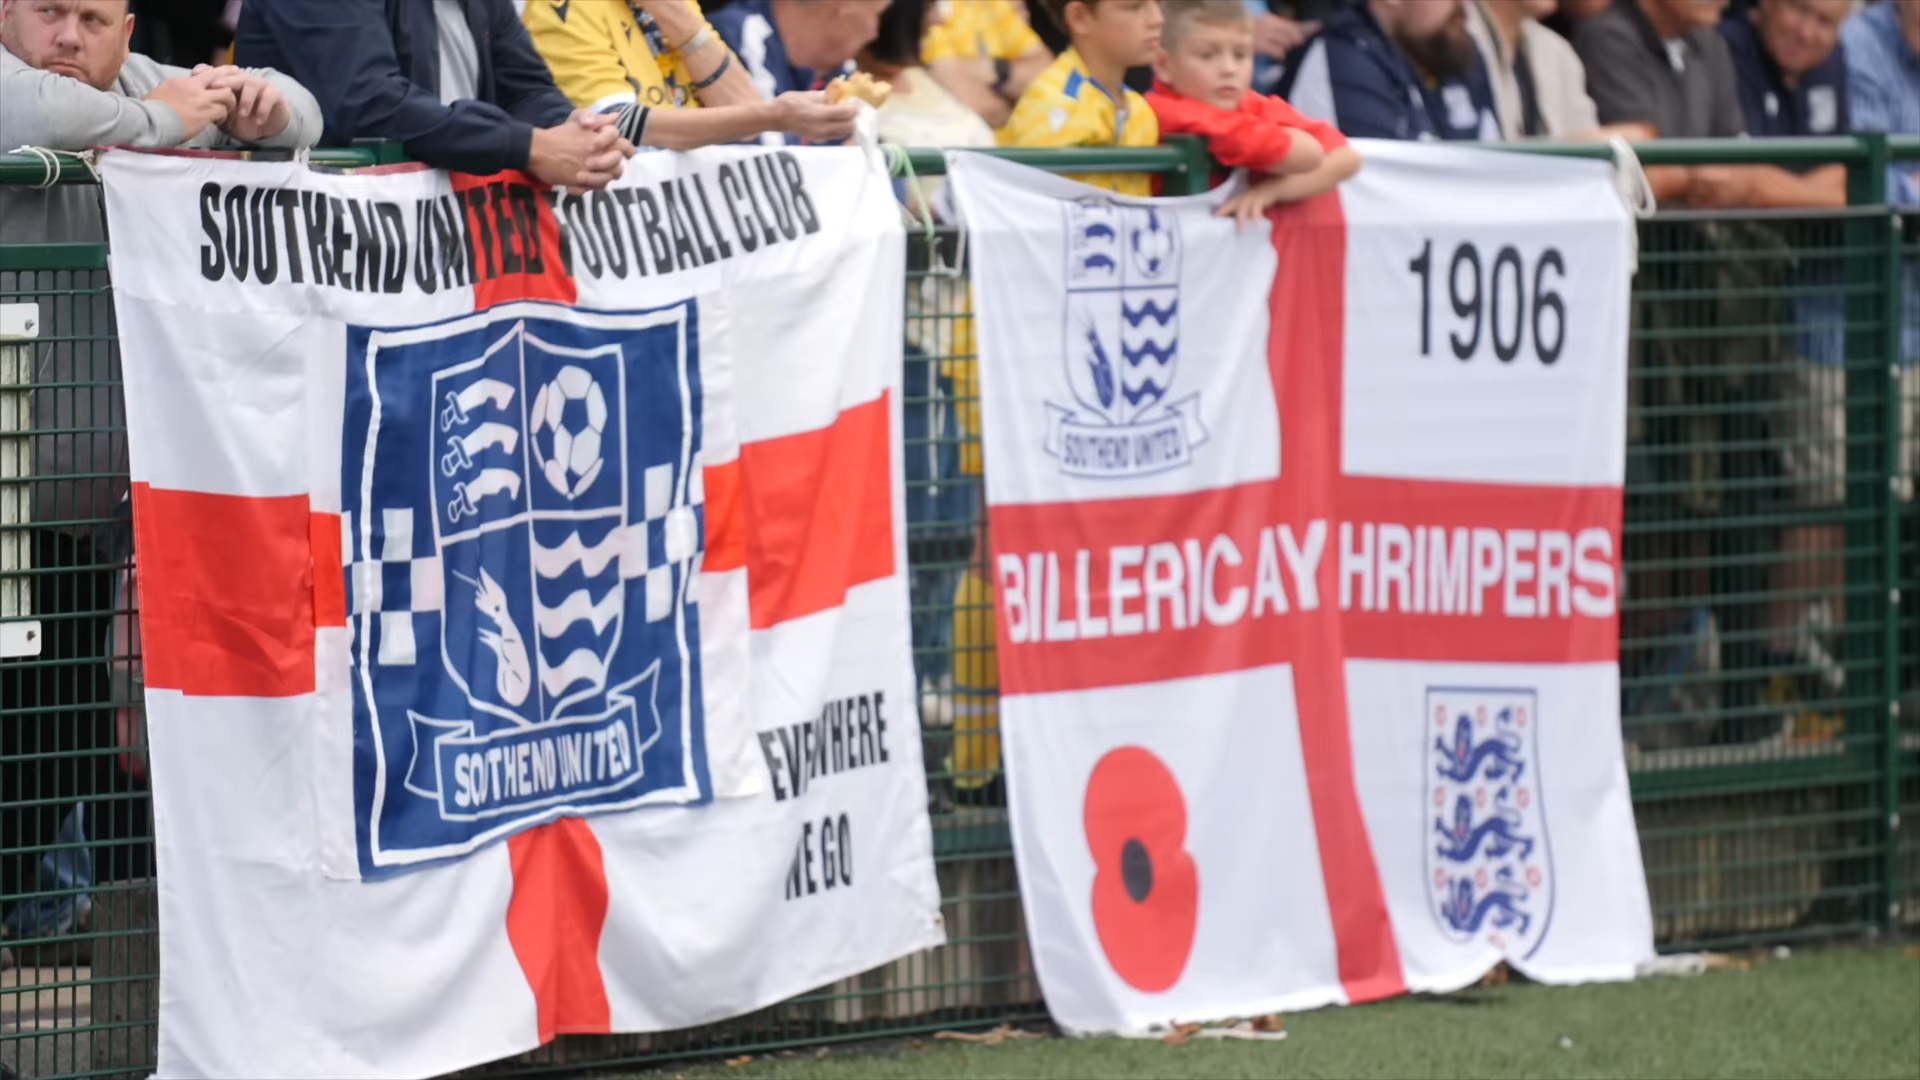 SOUTHEND UNITED FOOTBALL CLUB
SOUTHEND UNITED
EVERYWHERE
WE GO
SOUTHEND UNITED
1906
BILLERICAY HRIMPERS